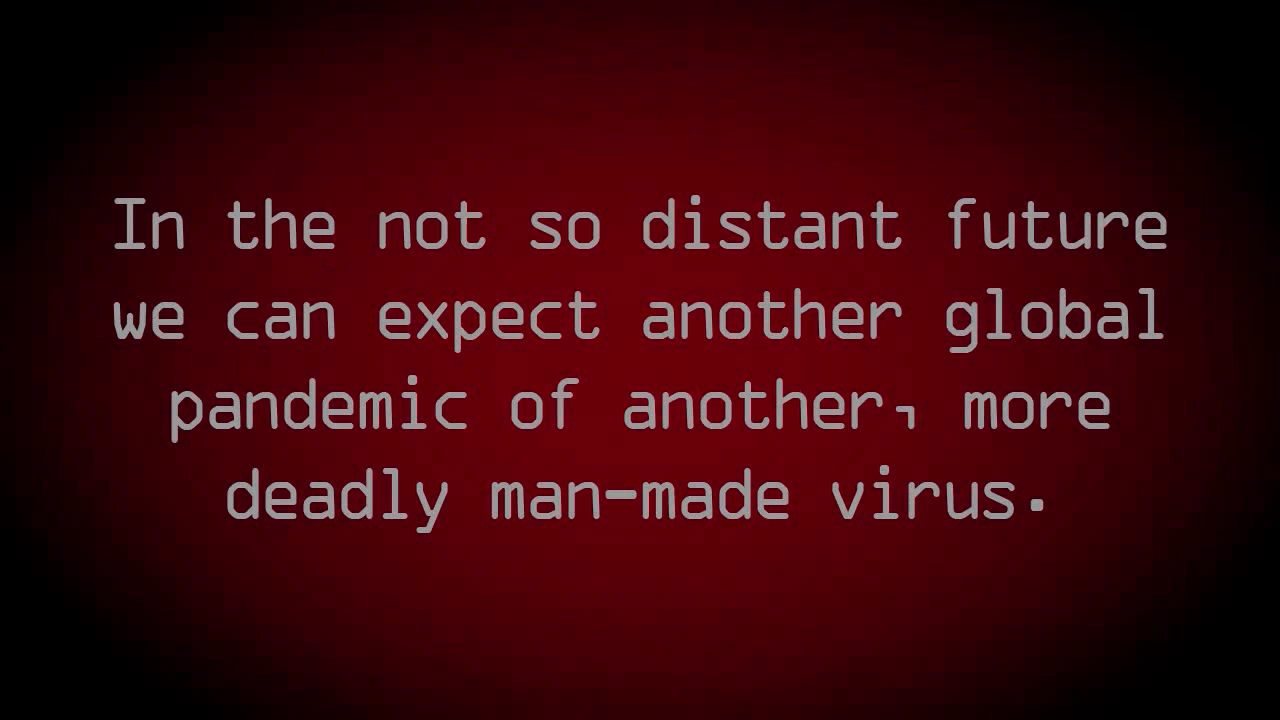 In the not so distant future
we can expect another global
pandemic of another, more
deadly man-made virus.